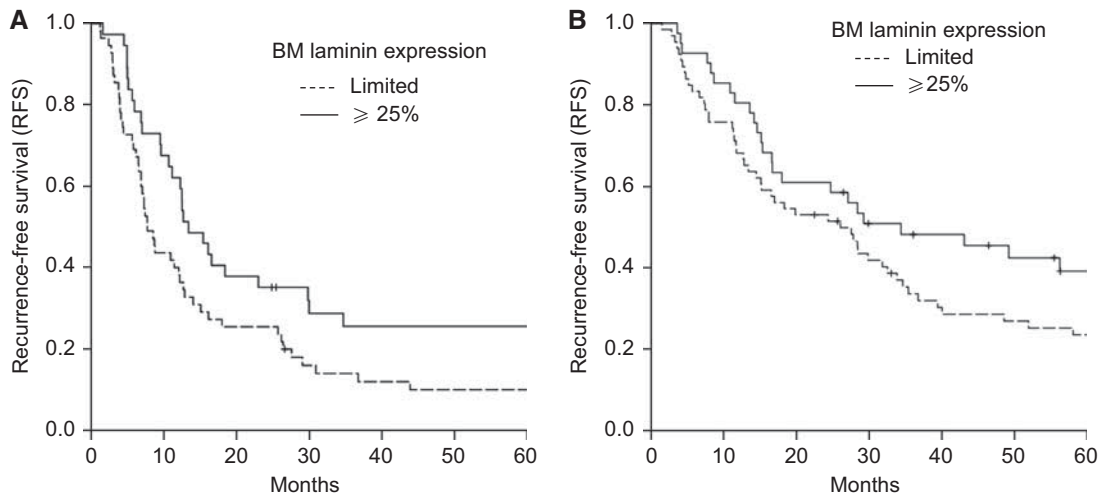 A
1.0
0.8
0.6
0.4
0.2
0.0
Recurrence-free survival (RFS)
BM laminin expression
Limited
⩾ 25%
0 10 20 30 40 50 60
Months
B
1.0
0.8
0.6
0.4
0.2
0.0
Recurrence-free survival (RFS)
BM laminin expression
Limited
⩾25%
0 10 20 30 40 50 60
Months